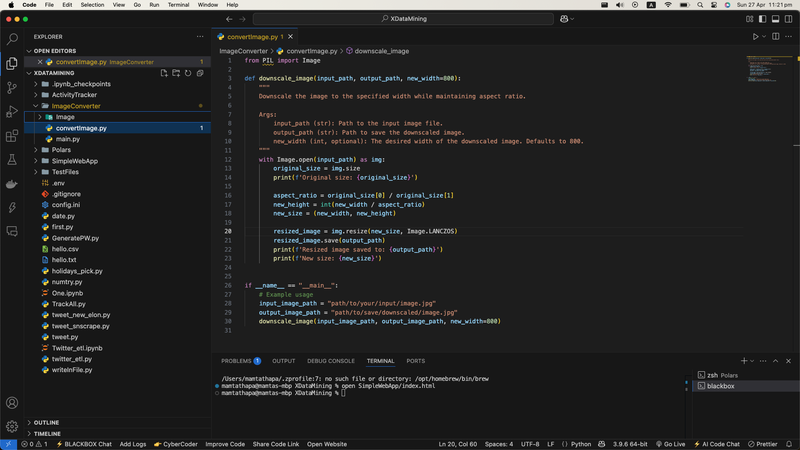 Code File Edit Selection View Go Run Terminal Window Help
Sun 27 Apr 11:21 pm
XDataMining
EXPLORER
OPEN EDITORS
convertImage.py ImageConverter
XDATAMINING
.ipynb_checkpoints
ActivityTracker
ImageConverter
Image
convertImage.py 1
main.py
Polars
SimpleWebApp
TestFiles
.env
.gitignore
config.ini
date.py
first.py
GeneratePW.py
hello.csv
hello.txt
holidays_pick.py
numtry.py
One.ipynb
TrackAll.py
tweet_new_elon.py
tweet_snscrape.py
tweet.py
Twitter_etl.ipynb
twitter_etl.py
writeInFile.py
OUTLINE
TIMELINE
convertImage.py 1
ImageConverter > convertImage.py > downscale_image
1 from PIL import Image
2
3 def downscale_image(input_path, output_path, new_width=800):
4 """
5 Downscale the image to the specified width while maintaining aspect ratio.
6
7 Args:
8 input_path (str): Path to the input image file.
9 output_path (str): Path to save the downscaled image.
10 new_width (int, optional): The desired width of the downscaled image. Defaults to 800.
11 """
12 with Image.open(input_path) as img:
13 original_size = img.size
14 print(f'Original size: {original_size}')
15
16 aspect_ratio = original_size[0] / original_size[1]
17 new_height = int(new_width / aspect_ratio)
18 new_size = (new_width, new_height)
19
20 resized_image = img.resize(new_size, Image.LANCZOS)
21 resized_image.save(output_path)
22 print(f'Resized image saved to: {output_path}')
23 print(f'New size: {new_size}')
24
25
26 if __name__ == "__main__":
27 # Example usage
28 input_image_path = "path/to/your/input/image.jpg"
29 output_image_path = "path/to/save/downscaled/image.jpg"
30 downscale_image(input_image_path, output_image_path, new_width=800)
31
PROBLEMS 1 OUTPUT DEBUG CONSOLE TERMINAL PORTS
/Users/mamtathapa/.zprofile:7: no such file or directory: /opt/homebrew/bin/brew
mamtathapa@mamtas-mbp XDataMining % open SimpleWebApp/index.html
mamtathapa@mamtas-mbp XDataMining %
zsh Polars
blackbox
0 1 BLACKBOX Chat Add Logs CyberCoder Improve Code Share Code Link Open Website
Ln 20, Col 60 Spaces: 4 UTF-8 LF {} Python 3.9.6 64-bit Go Live AI Code Chat Prettier